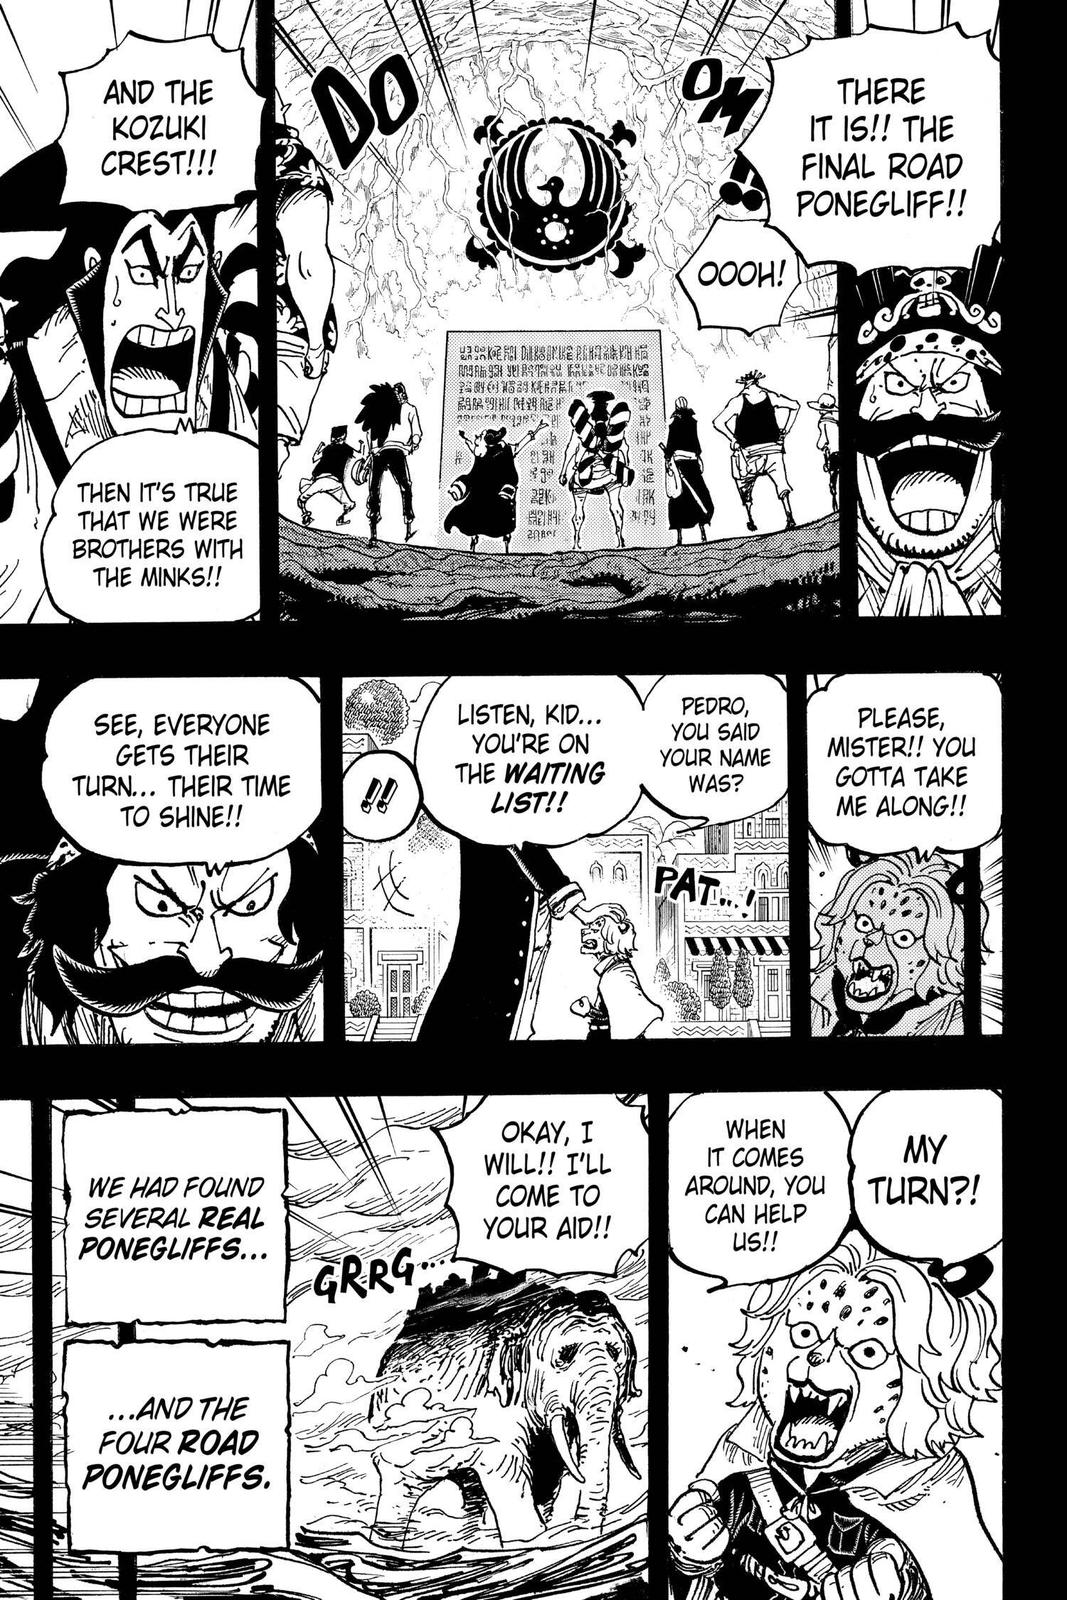 THERE
IT IS!! THE
FINAL ROAD
PONEGLIFF!!
OOOH!
DOOM
AND THE
KOZUKI
CREST!!!
THEN IT'S TRUE
THAT WE WERE
BROTHERS WITH
THE MINKS!!
PLEASE,
MISTER!! YOU
GOTTA TAKE
ME ALONG!!
PEDRO,
YOU SAID
YOUR NAME
WAS?
LISTEN, KID...
YOU'RE ON
THE WAITING
LIST!!
PAT...!
!!
SEE, EVERYONE
GETS THEIR
TURN... THEIR TIME
TO SHINE!!
MY
TURN?!
WHEN
IT COMES
AROUND, YOU
CAN HELP
US!!
OKAY, I
WILL!! I'LL
COME TO
YOUR AID!!
GRRG...
WE HAD FOUND
SEVERAL REAL
PONEGLIFFS...
...AND THE
FOUR ROAD
PONEGLIFFS.